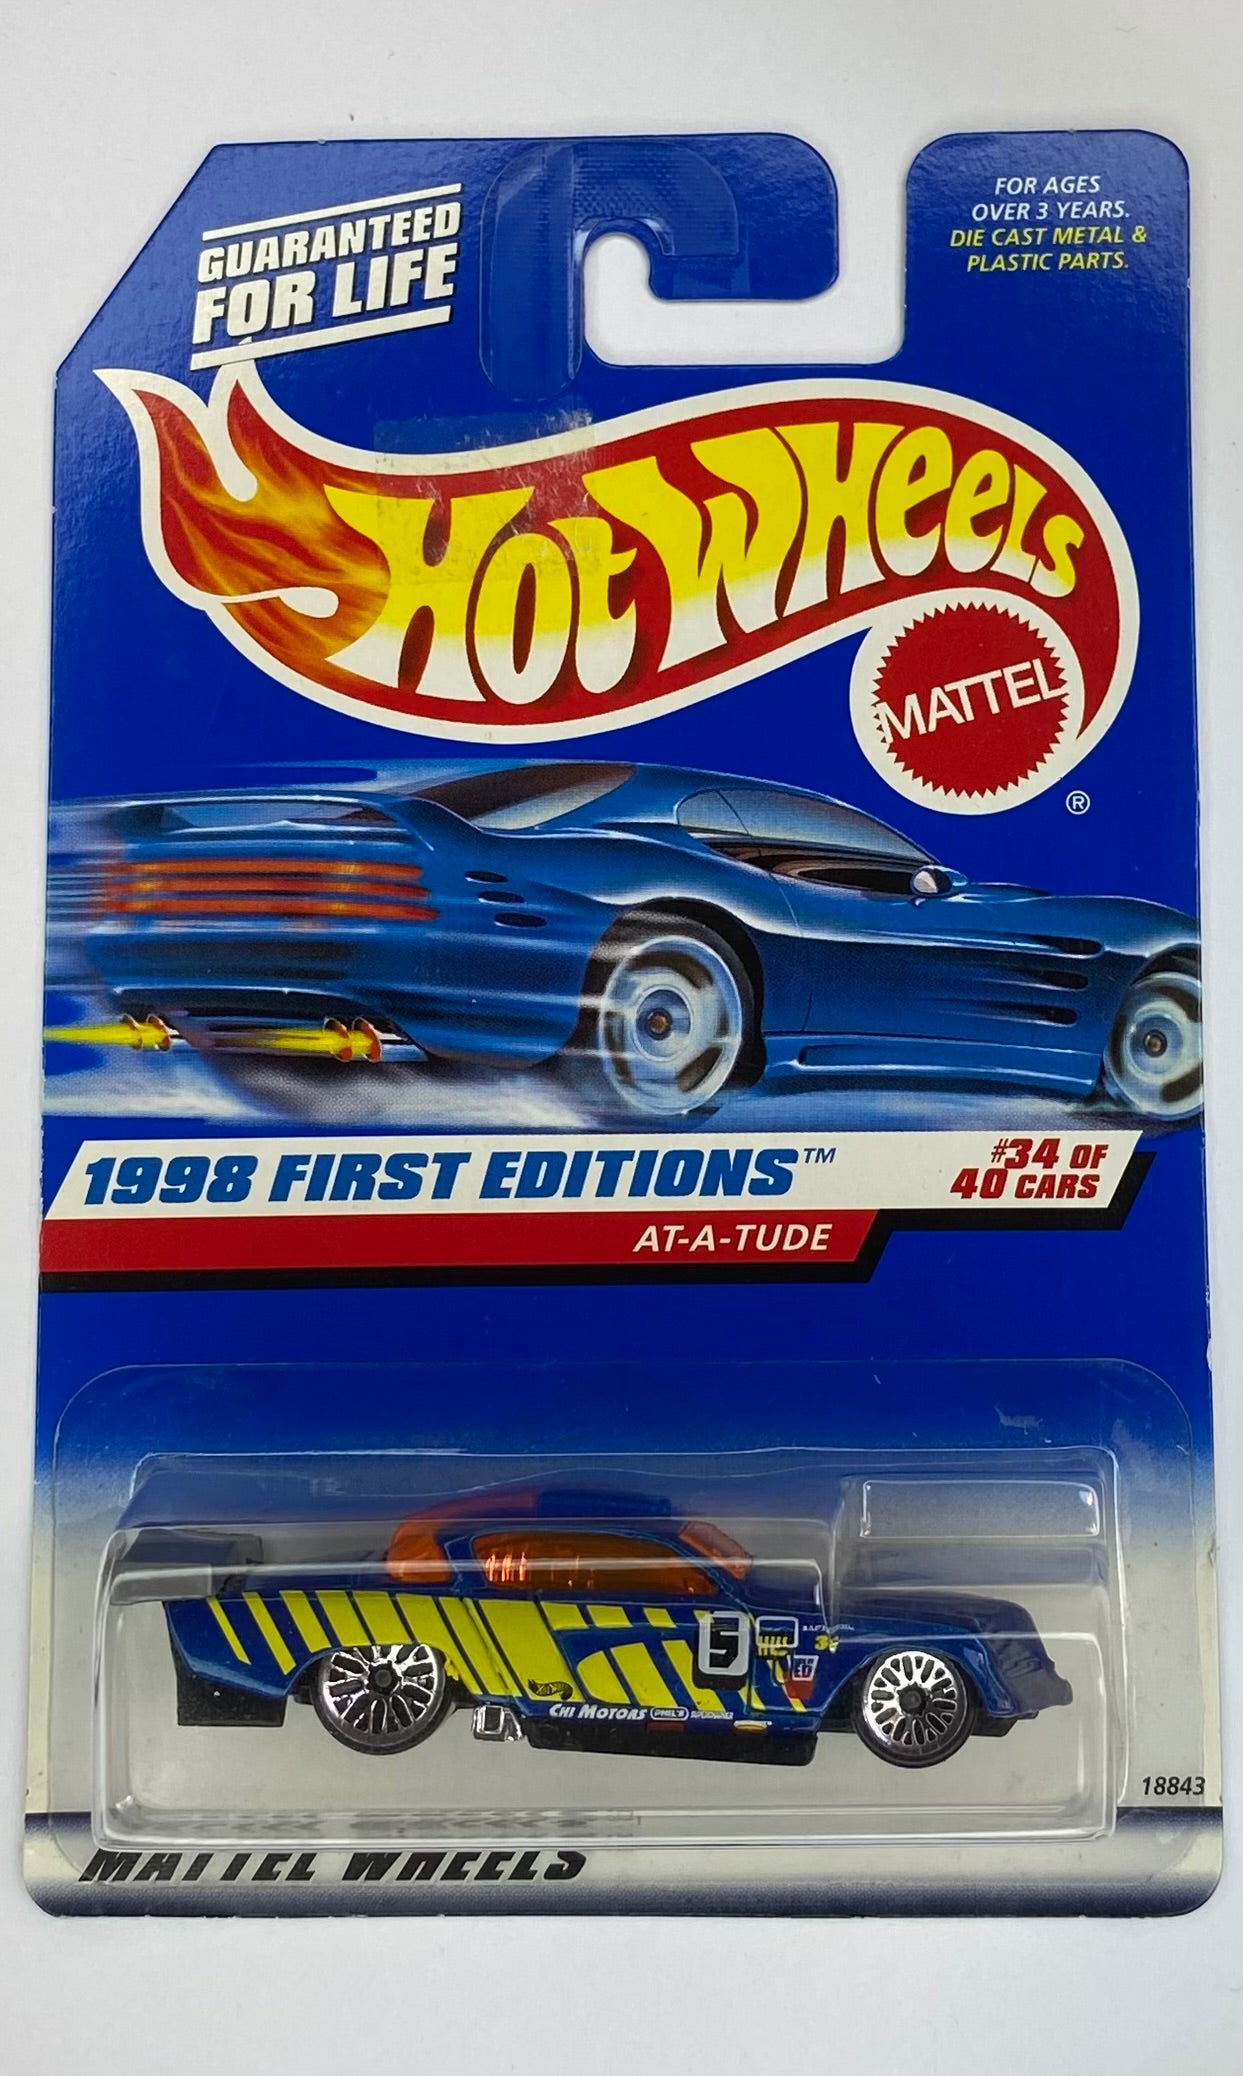 GUARANTEED
FOR LIFE
FOR AGES
OVER 3 YEARS.
DIE CAST METAL &
PLASTIC PARTS.
HOT WHEELS
MATTEL
®
1998 FIRST EDITIONS™
#34 OF
40 CARS
AT-A-TUDE
5
CHI MOTORS
18843
MATTEL WHEELS